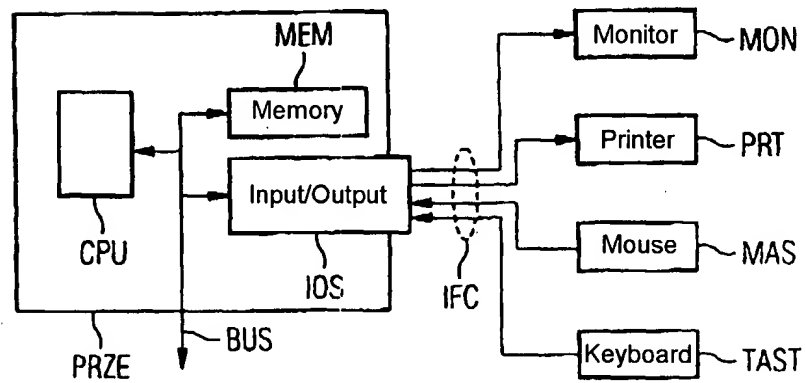 MEM
Monitor
MON
Memory
Printer
PRT
Input/Output
CPU
IOS
IFC
Mouse
MAS
PRZE
BUS
Keyboard
TAST